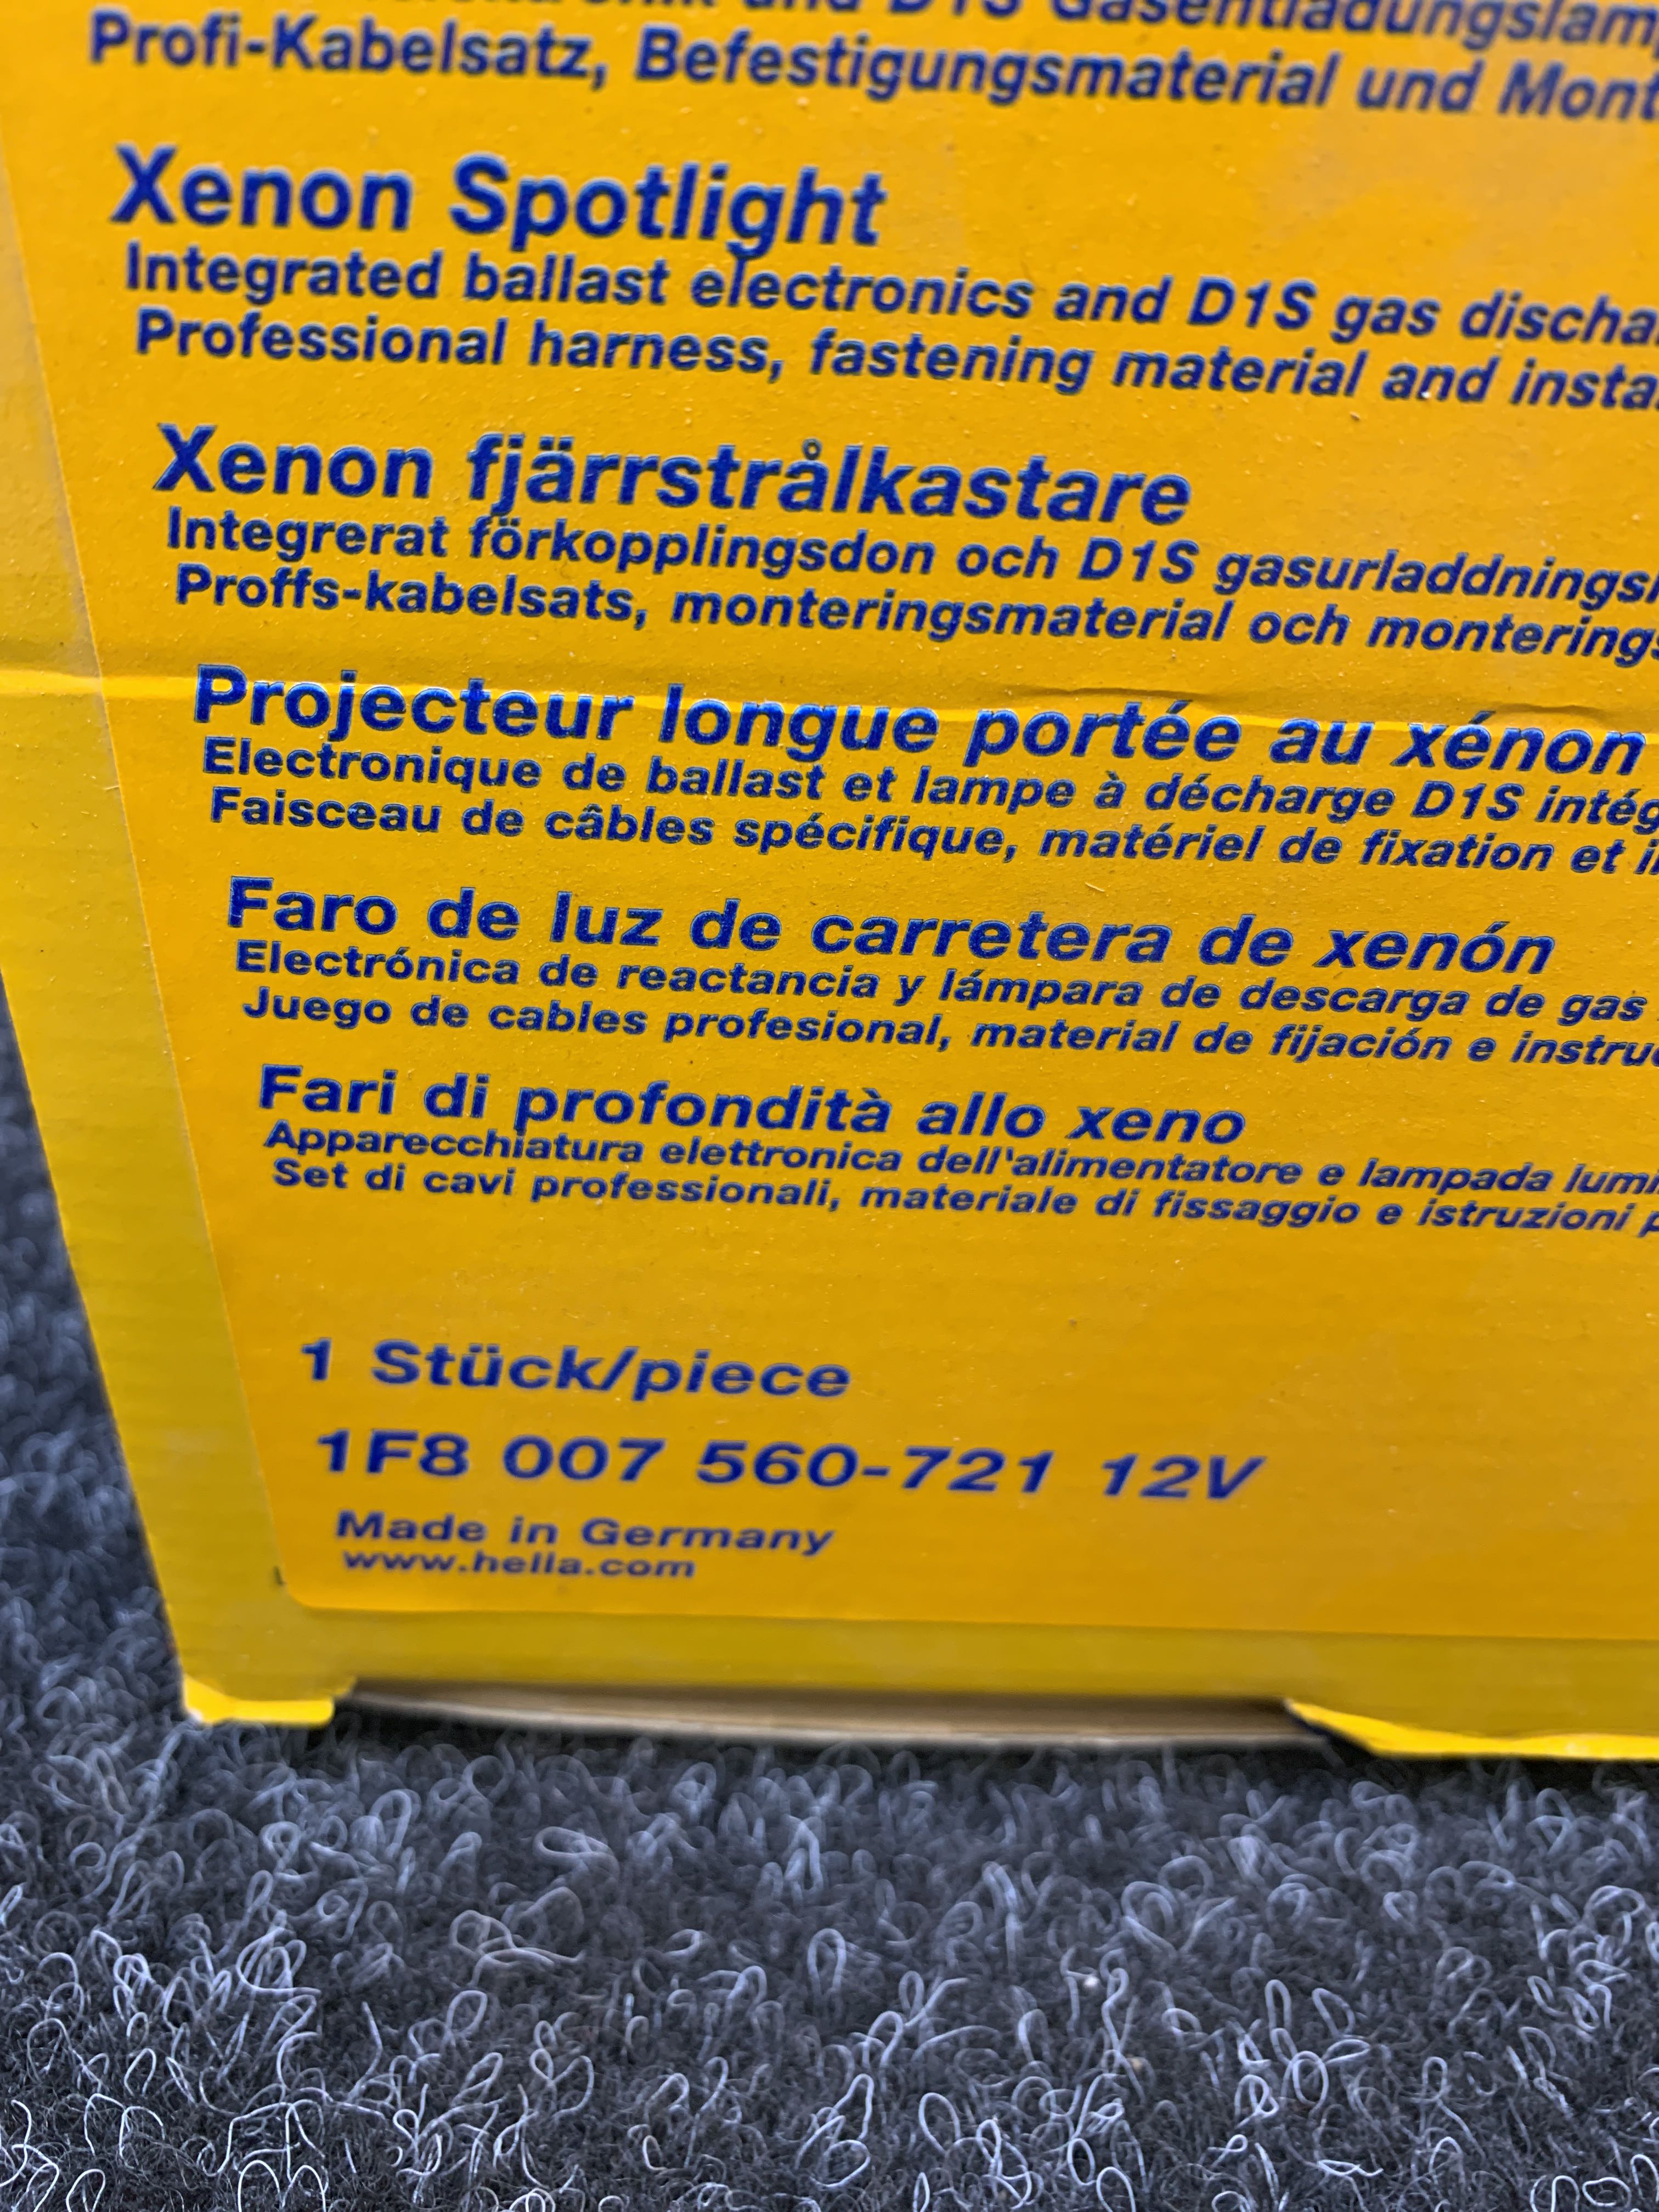 und D1S
Profi-Kabelsatz, Befestigungsmaterial und
Xenon Spotlight
Integrated ballast electronics and D1S gas
Professional harness, fastening material and
Xenon fjärrstrålkastare
Integrerat förkopplingsdon och D1S
Proffs-kabelsats, monteringsmaterial och
Projecteur longue portée au xénon
Electronique de ballast et lampe à décharge D1S
Faisceau de câbles spécifique, matériel de fixation et
Faro de luz de carretera de xenón
Electrónica de reactancia y lámpara de descarga de gas
Juego de cables profesional, material de fijación e
Fari di profondità allo xeno
Apparecchiatura elettronica dell'alimentatore e lampada
Set di cavi professionali, materiale di fissaggio e istruzioni
1 Stück/piece
1F8 007 560-721 12V
Made in Germany
www.hella.com